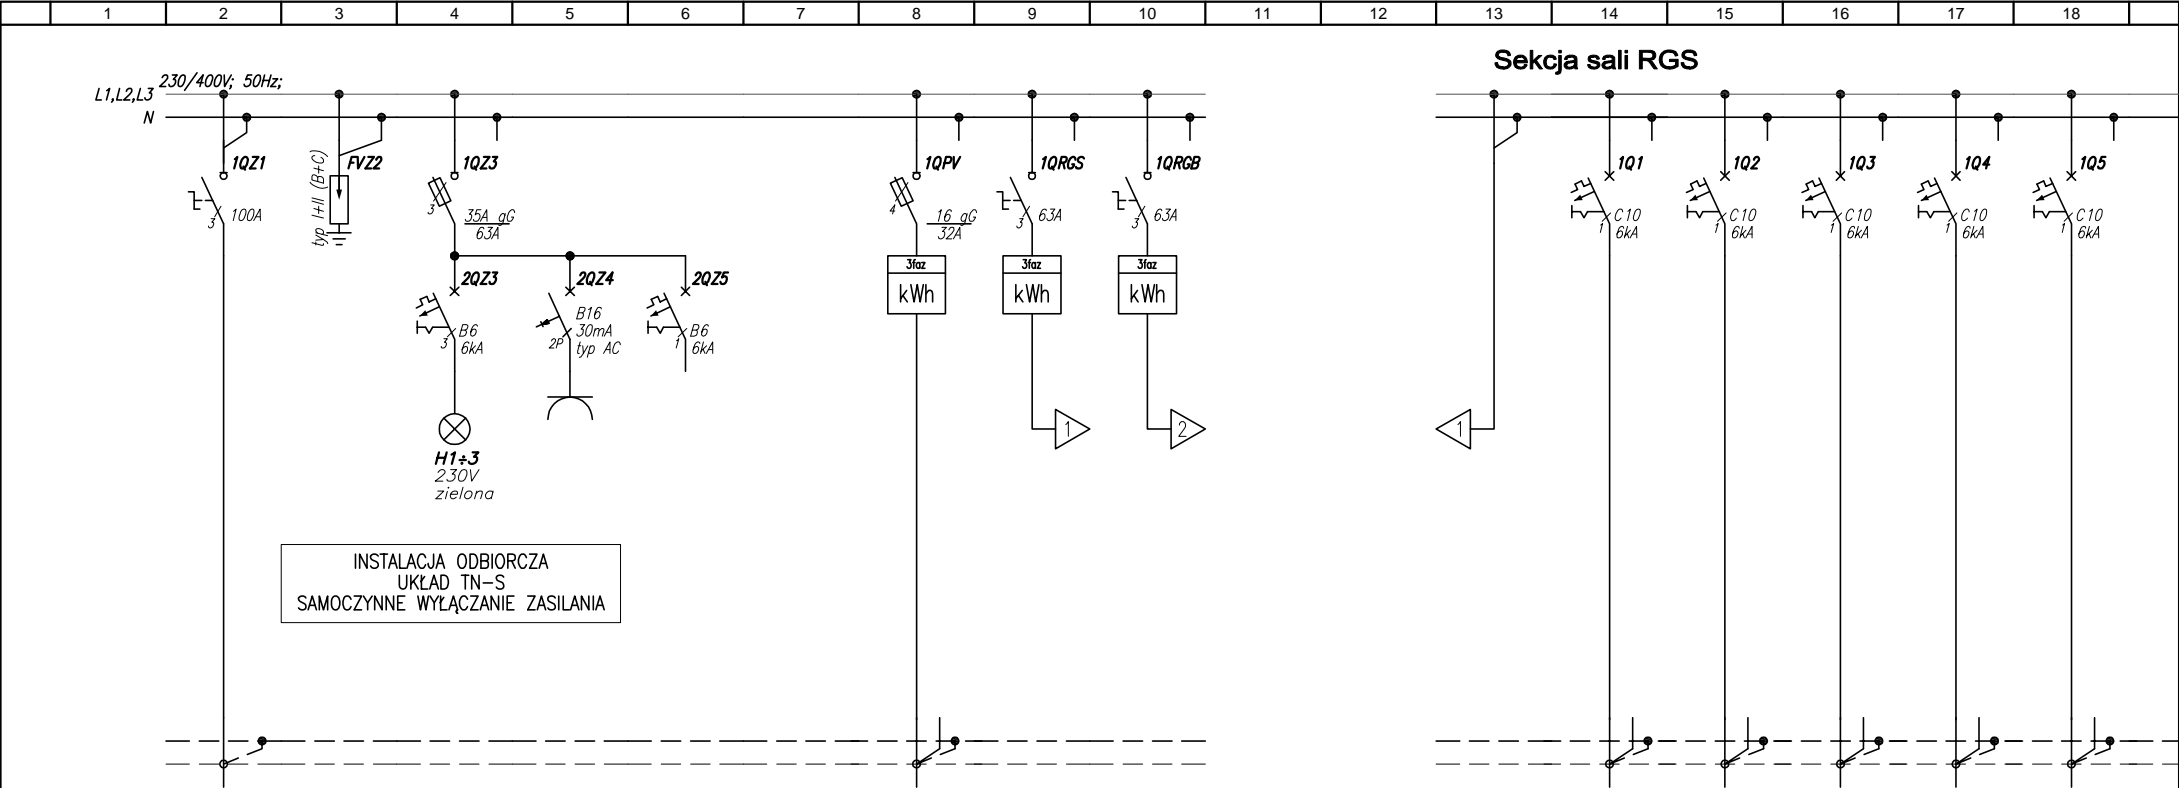 1 2 3 4 5 6 7 8 9 10 11 12 13 14 15 16 17 18
Sekcja sali RGS
230/400V; 50Hz;
L1,L2,L3
N
1QZ1
3 100A
FVZ2
typ I+II (B+C)
1QZ3
3 35A gG
63A
2QZ3
B6
3 6kA
2QZ4
B16
30mA
2P typ AC
2QZ5
B6
1 6kA
H1÷3
230V
zielona
1QPV
4 16 gG
32A
3faz
kWh
1QRGS
3 63A
3faz
kWh
1
1QRGB
3 63A
3faz
kWh
2
1
1Q1
C10
1 6kA
1Q2
C10
1 6kA
1Q3
C10
1 6kA
1Q4
C10
1 6kA
1Q5
C10
1 6kA
INSTALACJA ODBIORCZA
UKŁAD TN-S
SAMOCZYNNE WYŁĄCZANIE ZASILANIA